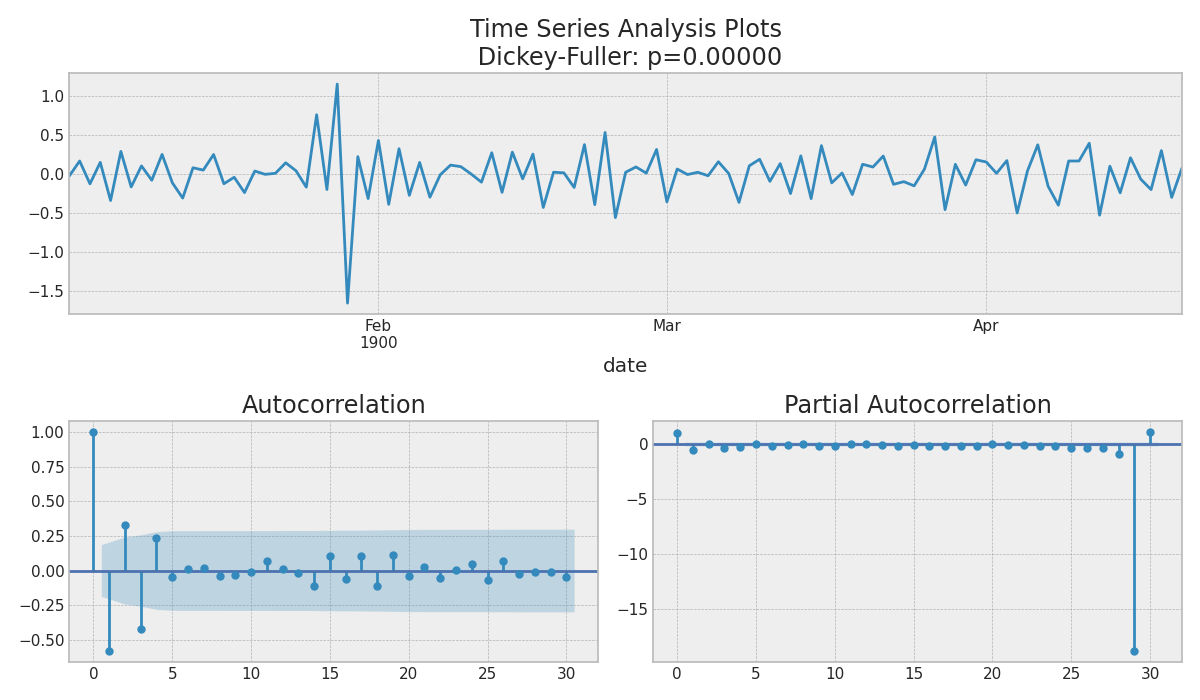 Time Series Analysis Plots
Dickey-Fuller: p=0.00000
1.0
0.5
0.0
−0.5
−1.0
−1.5
Feb
1900
Mar
Apr
date
Autocorrelation
1.00
0.75
0.50
0.25
0.00
−0.25
−0.50
0 5 10 15 20 25 30
Partial Autocorrelation
0
−5
−10
−15
0 5 10 15 20 25 30